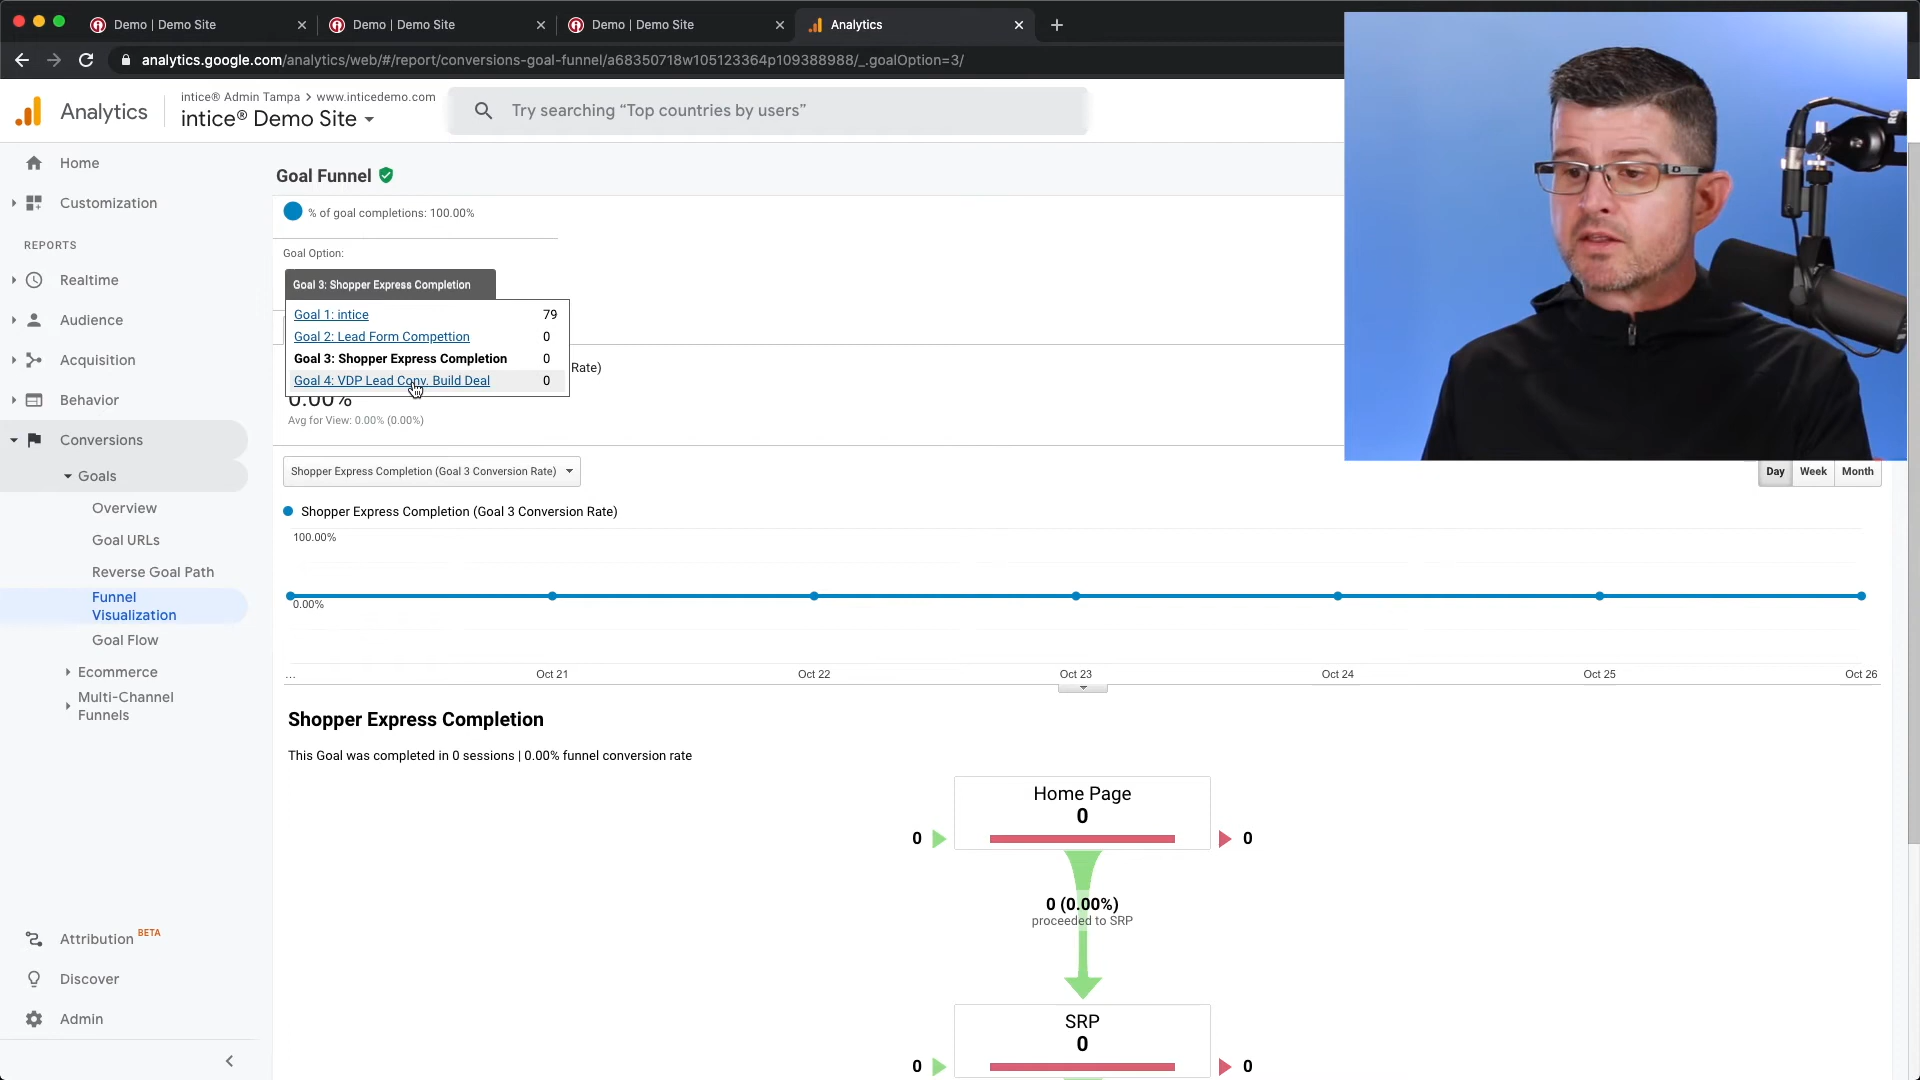 Demo | Demo Site
Demo | Demo Site
Demo | Demo Site
Analytics
analytics.google.com/analytics/web/#/report/conversions-goal-funnel/a68350718w105123364p109388988/_.goalOption=3/
Analytics
intice® Admin Tampa > www.inticedemo.com
intice® Demo Site
Try searching “Top countries by users”
Home
Customization
REPORTS
Realtime
Audience
Acquisition
Behavior
Conversions
Goals
Overview
Goal URLs
Reverse Goal Path
Funnel
Visualization
Goal Flow
Ecommerce
Multi-Channel
Funnels
Attribution BETA
Discover
Admin
Goal Funnel
% of goal completions: 100.00%
Goal Option:
Goal 3: Shopper Express Completion
Goal 1: intice 79
Goal 2: Lead Form Compettion 0
Goal 3: Shopper Express Completion 0
Goal 4: VDP Lead Conv. Build Deal 0
Rate)
0.00%
Avg for View: 0.00% (0.00%)
Shopper Express Completion (Goal 3 Conversion Rate)
Day Week Month
Shopper Express Completion (Goal 3 Conversion Rate)
100.00%
0.00%
... Oct 21 Oct 22 Oct 23 Oct 24 Oct 25 Oct 26
Shopper Express Completion
This Goal was completed in 0 sessions | 0.00% funnel conversion rate
Home Page
0
0 0
0 (0.00%)
proceeded to SRP
SRP
0
0 0